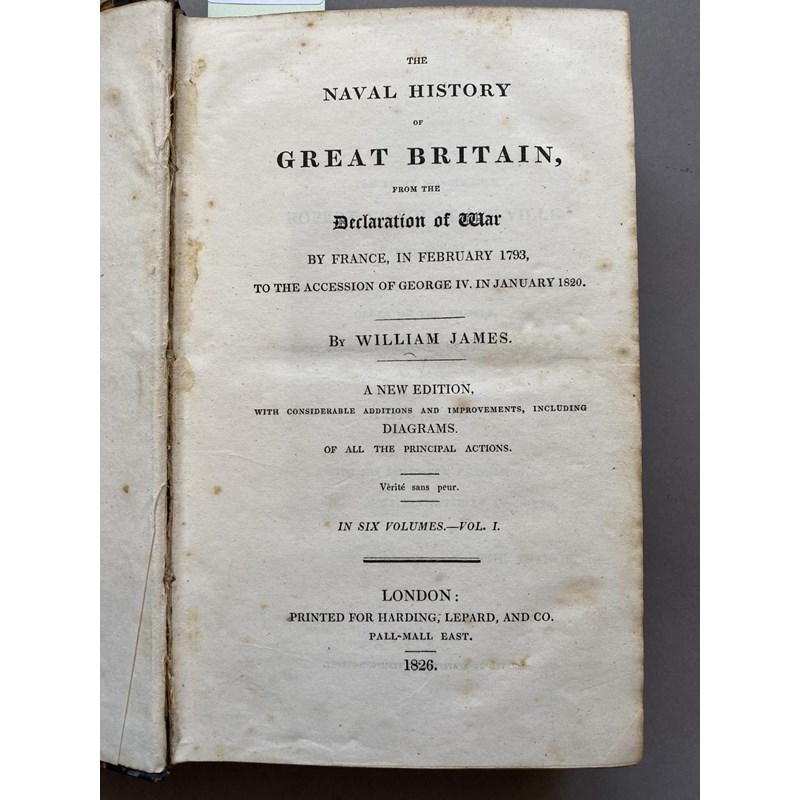 THE
NAVAL HISTORY
OF
GREAT BRITAIN,
FROM THE
Declaration of War
BY FRANCE, IN FEBRUARY 1793,
TO THE ACCESSION OF GEORGE IV. IN JANUARY 1820.
BY WILLIAM JAMES.
A NEW EDITION,
WITH CONSIDERABLE ADDITIONS AND IMPROVEMENTS, INCLUDING
DIAGRAMS.
OF ALL THE PRINCIPAL ACTIONS.
Vèrité sans peur.
IN SIX VOLUMES.—VOL. I.
LONDON:
PRINTED FOR HARDING, LEPARD, AND CO.
PALL-MALL EAST.
1826.